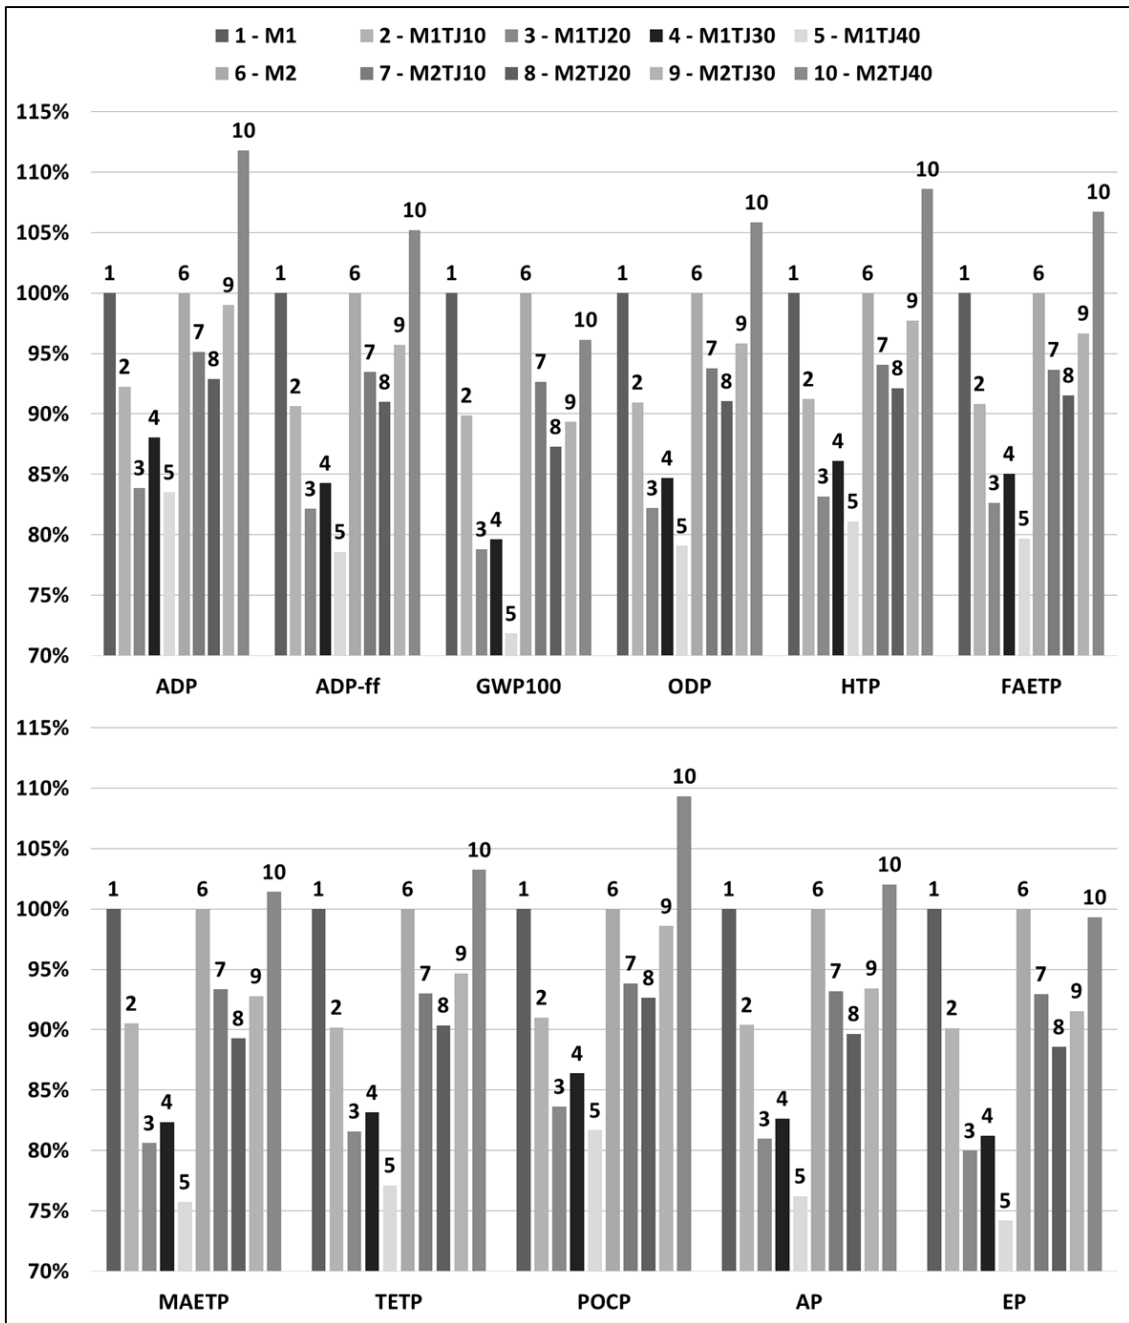 1 - M1 2 - M1TJ10 3 - M1TJ20 4 - M1TJ30 5 - M1TJ40
6 - M2 7 - M2TJ10 8 - M2TJ20 9 - M2TJ30 10 - M2TJ40
115%
110%
105%
100%
95%
90%
85%
80%
75%
70%
1 2 3 4 5 6 7 8 9 10
1 2 3 4 5 6 7 8 9 10
1 2 3 4 5 6 7 8 9 10
1 2 3 4 5 6 7 8 9 10
1 2 3 4 5 6 7 8 9 10
1 2 3 4 5 6 7 8 9 10
ADP ADP-ff GWP100 ODP HTP FAETP
115%
110%
105%
100%
95%
90%
85%
80%
75%
70%
1 2 3 4 5 6 7 8 9 10
1 2 3 4 5 6 7 8 9 10
1 2 3 4 5 6 7 8 9 10
1 2 3 4 5 6 7 8 9 10
1 2 3 4 5 6 7 8 9 10
MAETP TETP POCP AP EP